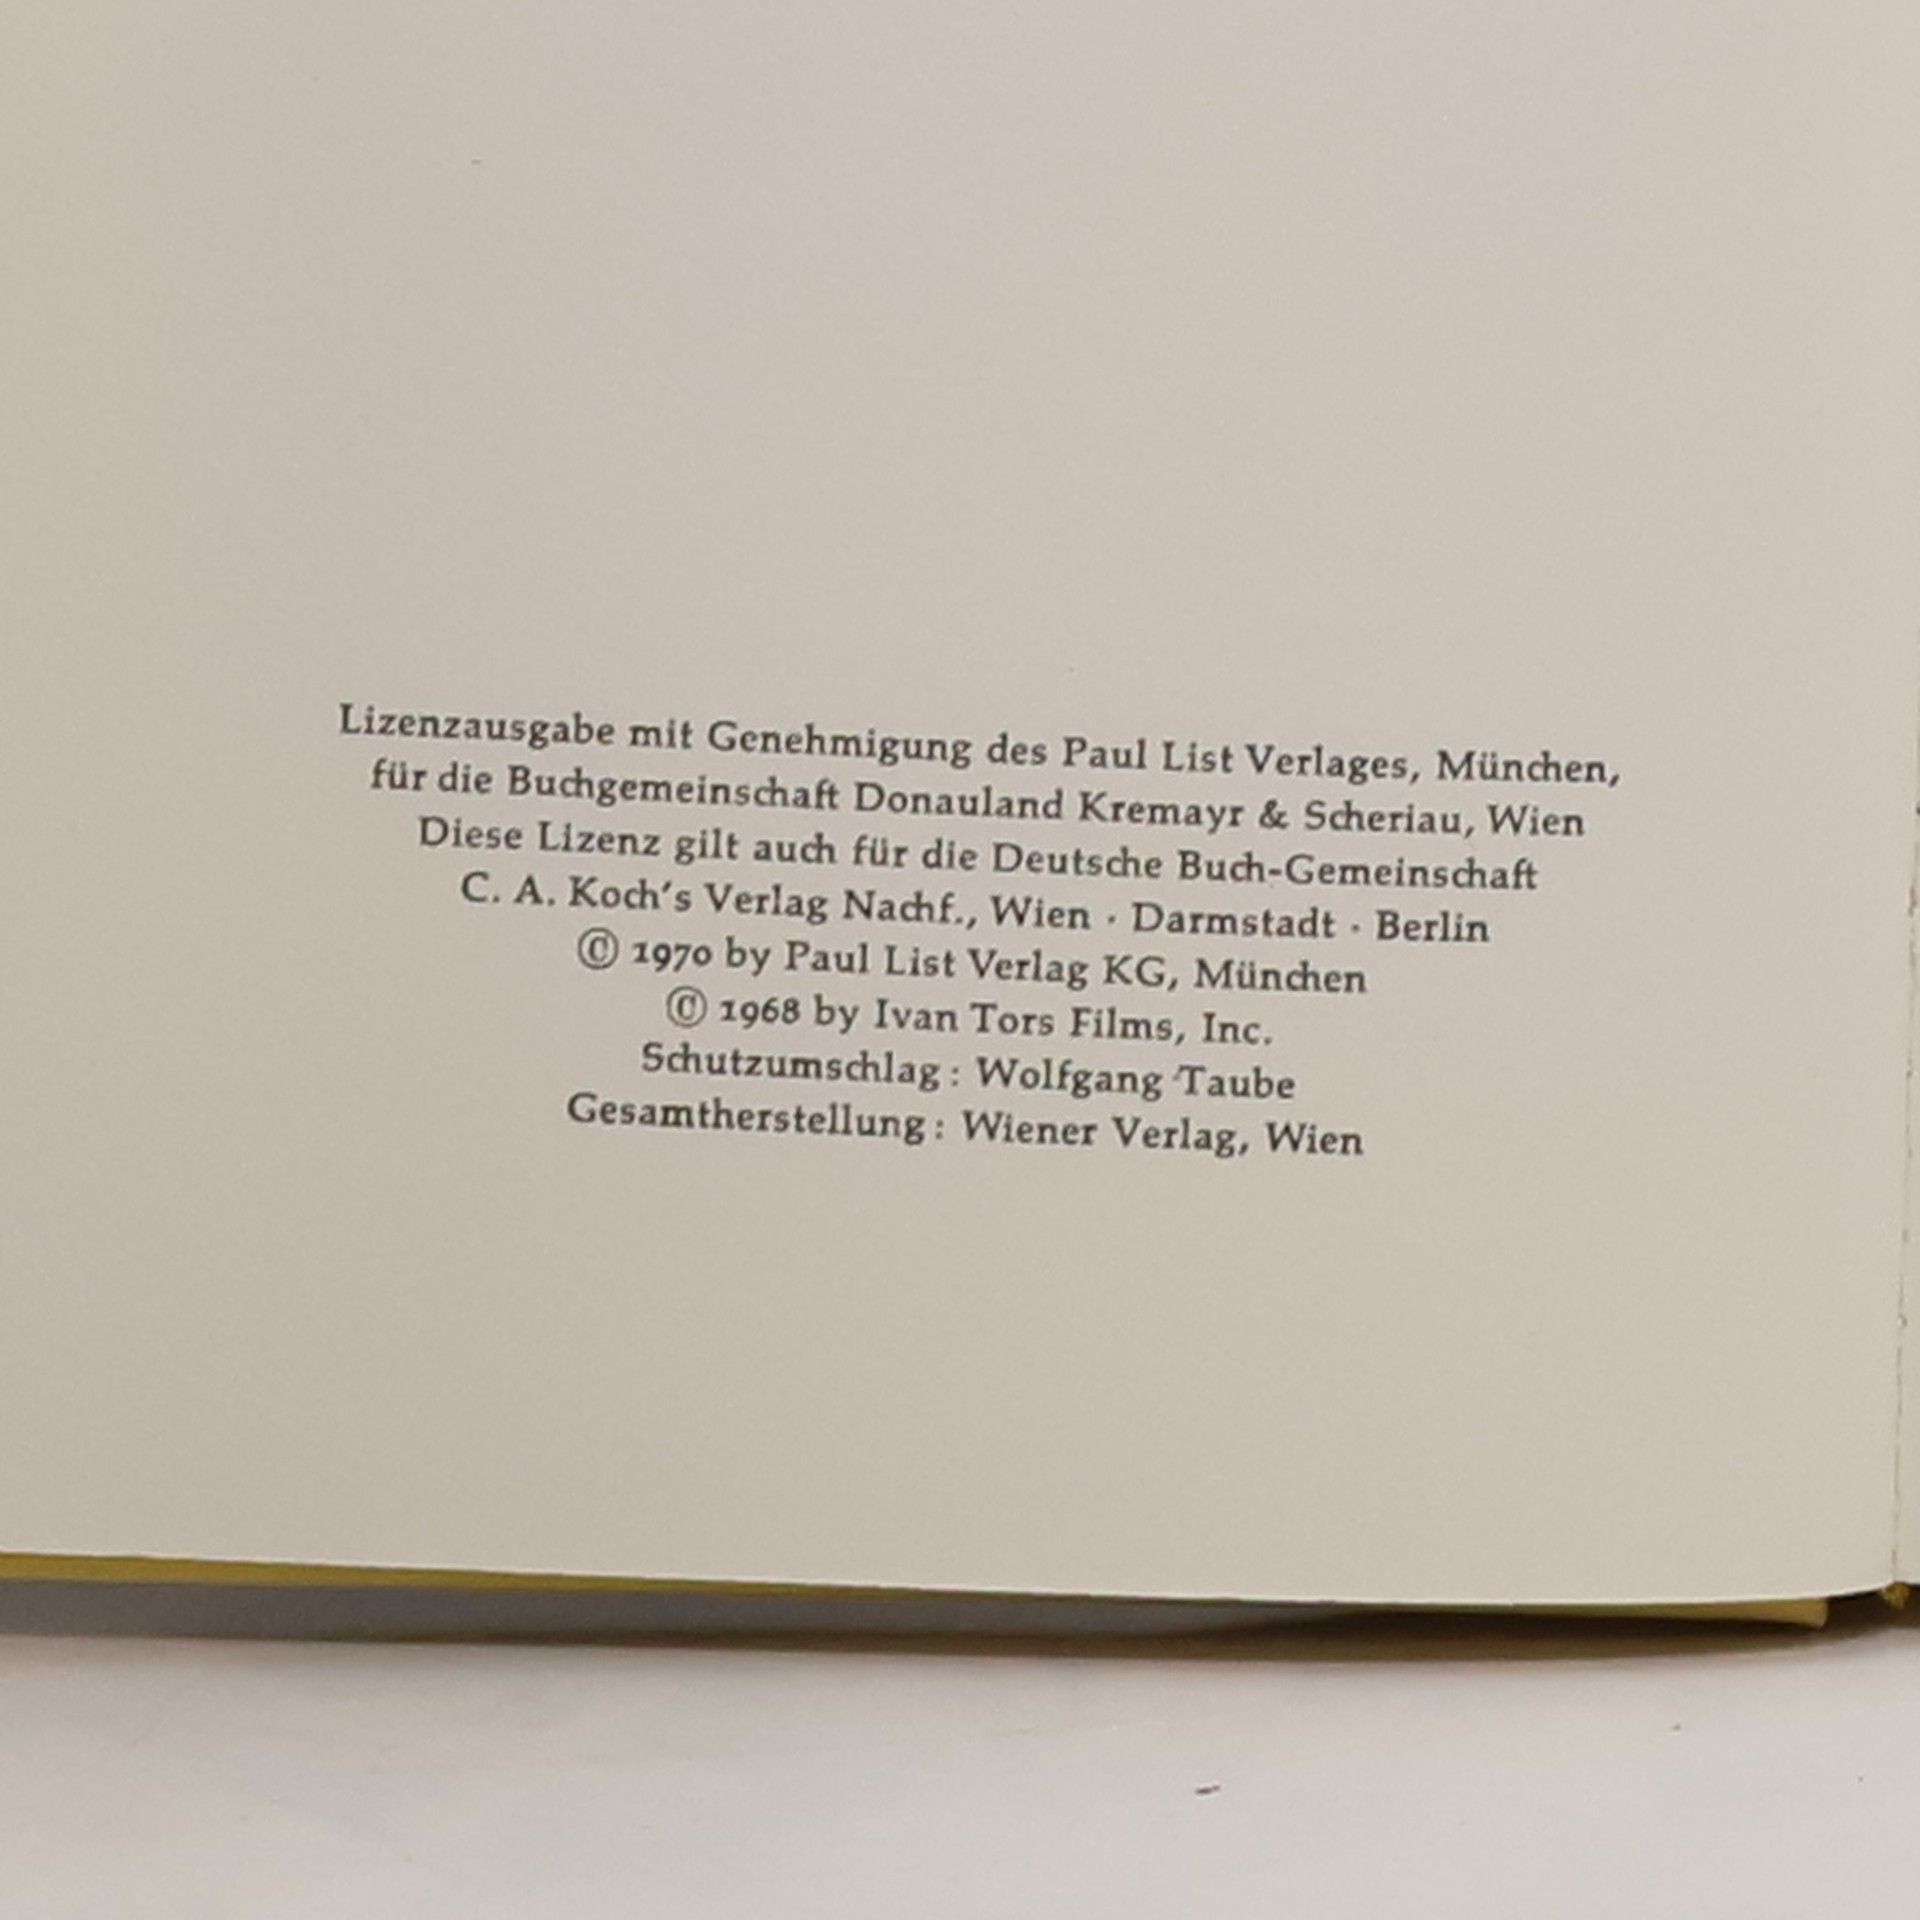 Lizenzausgabe mit Genehmigung des Paul List Verlages, München,
für die Buchgemeinschaft Donauland Kremayr & Scheriau, Wien
Diese Lizenz gilt auch für die Deutsche Buch-Gemeinschaft
C. A. Koch's Verlag Nachf., Wien · Darmstadt · Berlin
© 1970 by Paul List Verlag KG, München
© 1968 by Ivan Tors Films, Inc.
Schutzumschlag: Wolfgang Taube
Gesamtherstellung: Wiener Verlag, Wien